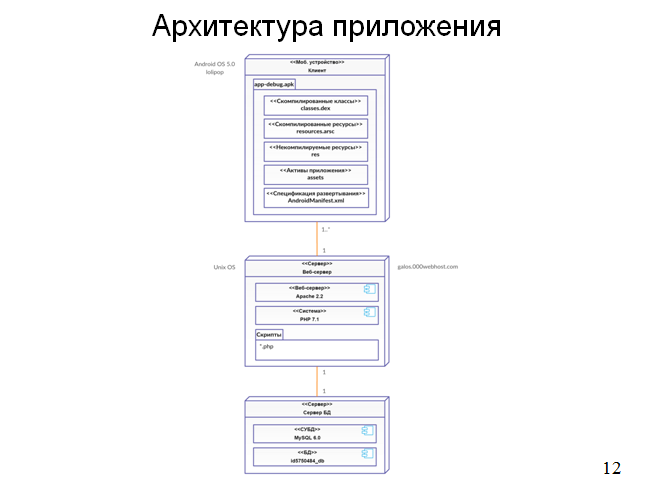 Архитектура приложения
Android OS 5.0
lolipop
<<Моб. устройство>>
Клиент
app-debug.apk
<<Скомпилированные классы>>
classes.dex
<<Скомпилированные ресурсы>>
resources.arsc
<<Некомпилируемые ресурсы>>
res
<<Активы приложения>>
assets
<<Спецификация развертывания>>
AndroidManifest.xml
1..*
1
Unix OS
<<Сервер>>
Веб-сервер
galos.000webhost.com
<<Веб-сервер>>
Apache 2.2
<<Система>>
PHP 7.1
Скрипты
*.php
1
1
<<Сервер>>
Сервер БД
<<СУБД>>
MySQL 6.0
<<БД>>
id5750484_db
12